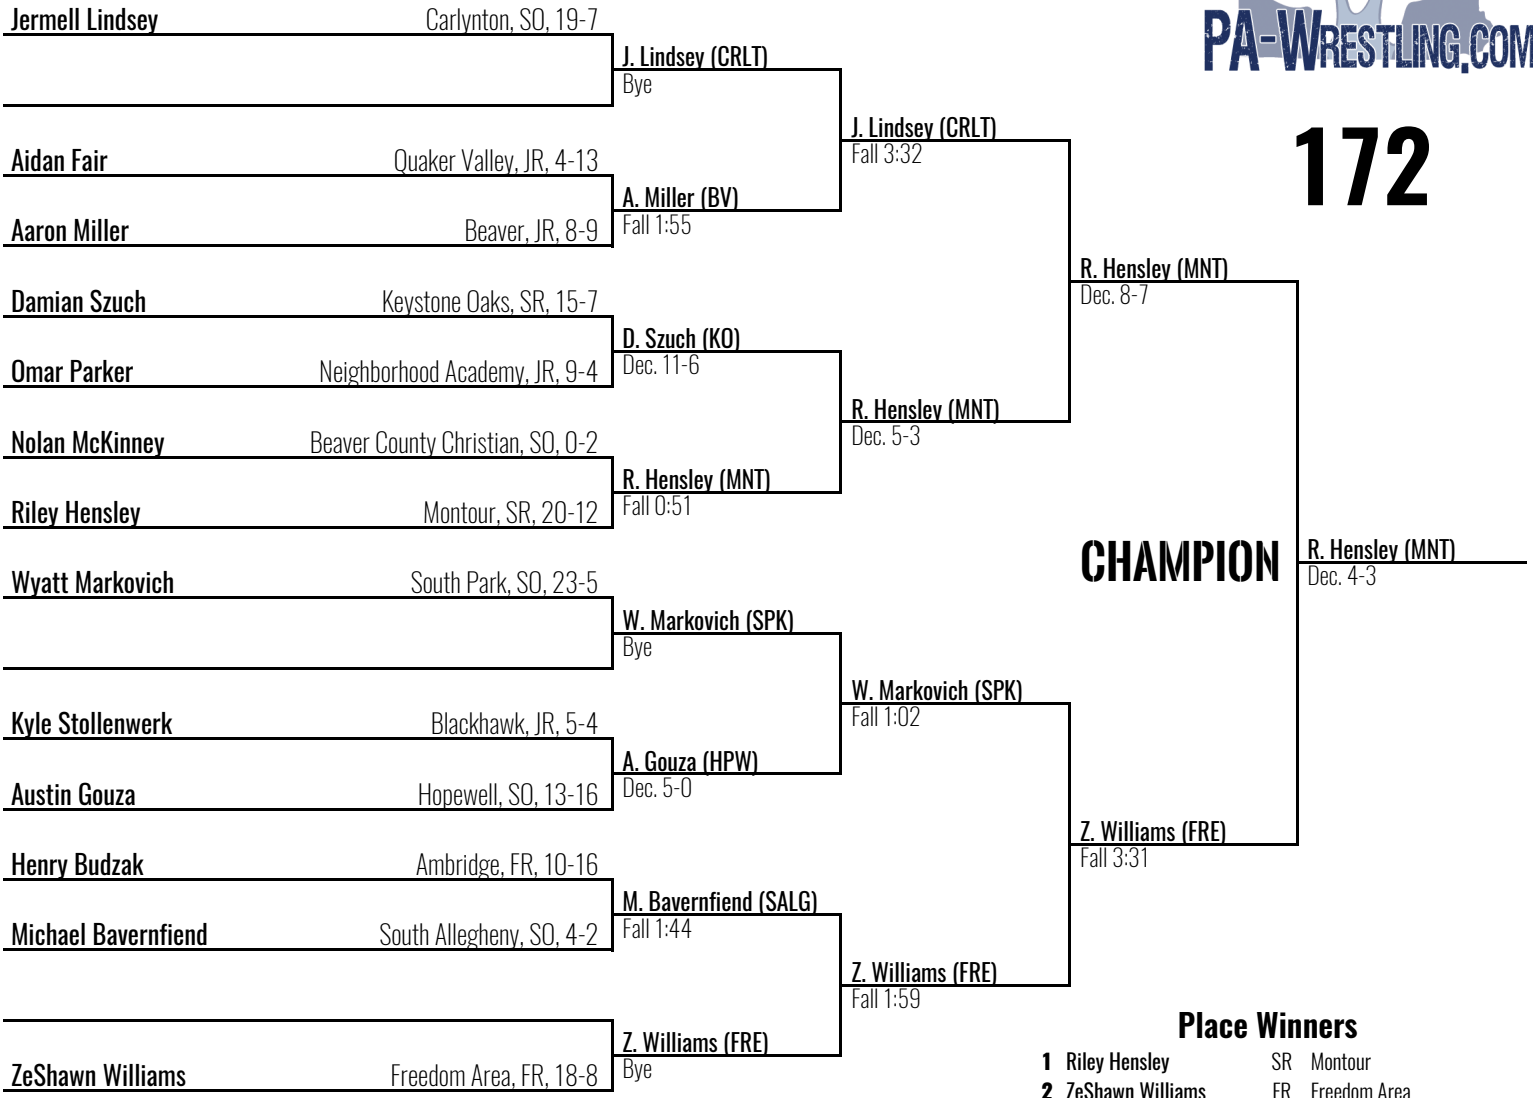 PA-WRESTLING.COM
172
Jermell Lindsey Carlynton, SO, 19-7
J. Lindsey (CRLT)
Bye
J. Lindsey (CRLT)
Fall 3:32
Aidan Fair Quaker Valley, JR, 4-13
A. Miller (BV)
Fall 1:55
Aaron Miller Beaver, JR, 8-9
R. Hensley (MNT)
Dec. 8-7
Damian Szuch Keystone Oaks, SR, 15-7
D. Szuch (KO)
Dec. 11-6
Omar Parker Neighborhood Academy, JR, 9-4
R. Hensley (MNT)
Dec. 5-3
Nolan McKinney Beaver County Christian, SO, 0-2
R. Hensley (MNT)
Fall 0:51
Riley Hensley Montour, SR, 20-12
CHAMPION
R. Hensley (MNT)
Dec. 4-3
Wyatt Markovich South Park, SO, 23-5
W. Markovich (SPK)
Bye
W. Markovich (SPK)
Fall 1:02
Kyle Stollenwerk Blackhawk, JR, 5-4
A. Gouza (HPW)
Dec. 5-0
Austin Gouza Hopewell, SO, 13-16
Z. Williams (FRE)
Fall 3:31
Henry Budzak Ambridge, FR, 10-16
M. Bavernfiend (SALG)
Fall 1:44
Michael Bavernfiend South Allegheny, SO, 4-2
Z. Williams (FRE)
Fall 1:59
Z. Williams (FRE)
Bye
ZeShawn Williams Freedom Area, FR, 18-8
Place Winners
1 Riley Hensley SR Montour
2 ZeShawn Williams FR Freedom Area